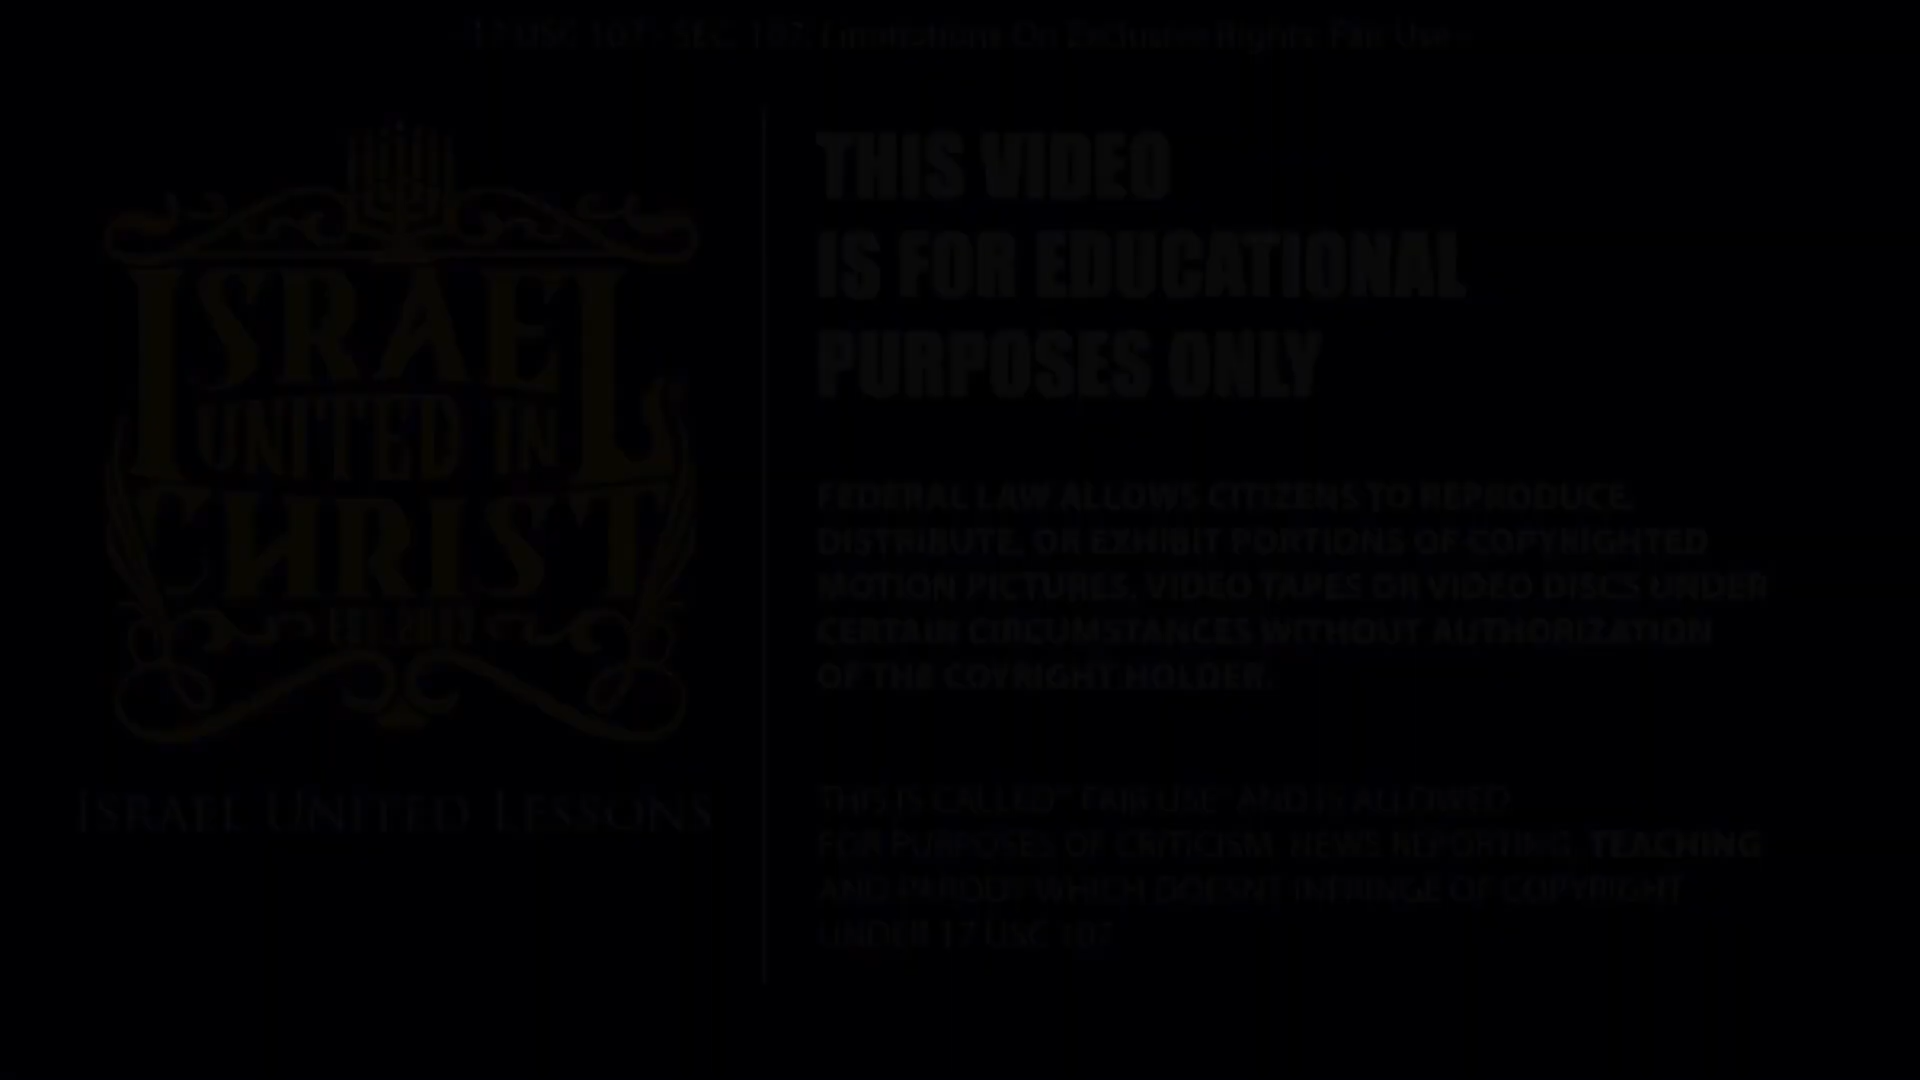 17 USC 107 - SEC. 107. Limitations On Exclusive Rights: Fair Use
ISRAEL
UNITED IN
CHRIST
EST. 2003
ISRAEL UNITED LESSONS
THIS VIDEO
IS FOR EDUCATIONAL
PURPOSES ONLY
FEDERAL LAW ALLOWS CITIZENS TO REPRODUCE,
DISTRIBUTE, OR EXHIBIT PORTIONS OF COPYRIGHTED
MOTION PICTURES, VIDEO TAPES OR VIDEO DISCS UNDER
CERTAIN CIRCUMSTANCES WITHOUT AUTHORIZATION
OF THE COYRIGHT HOLDER.
THIS IS CALLED" FAIR USE" AND IS ALLOWED
FOR PURPOSES OF CRITICISM, NEWS REPORTING, TEACHING
AND PARODY WHICH DOESN'T INFRINGE OF COPYRIGHT
UNDER 17 USC 107